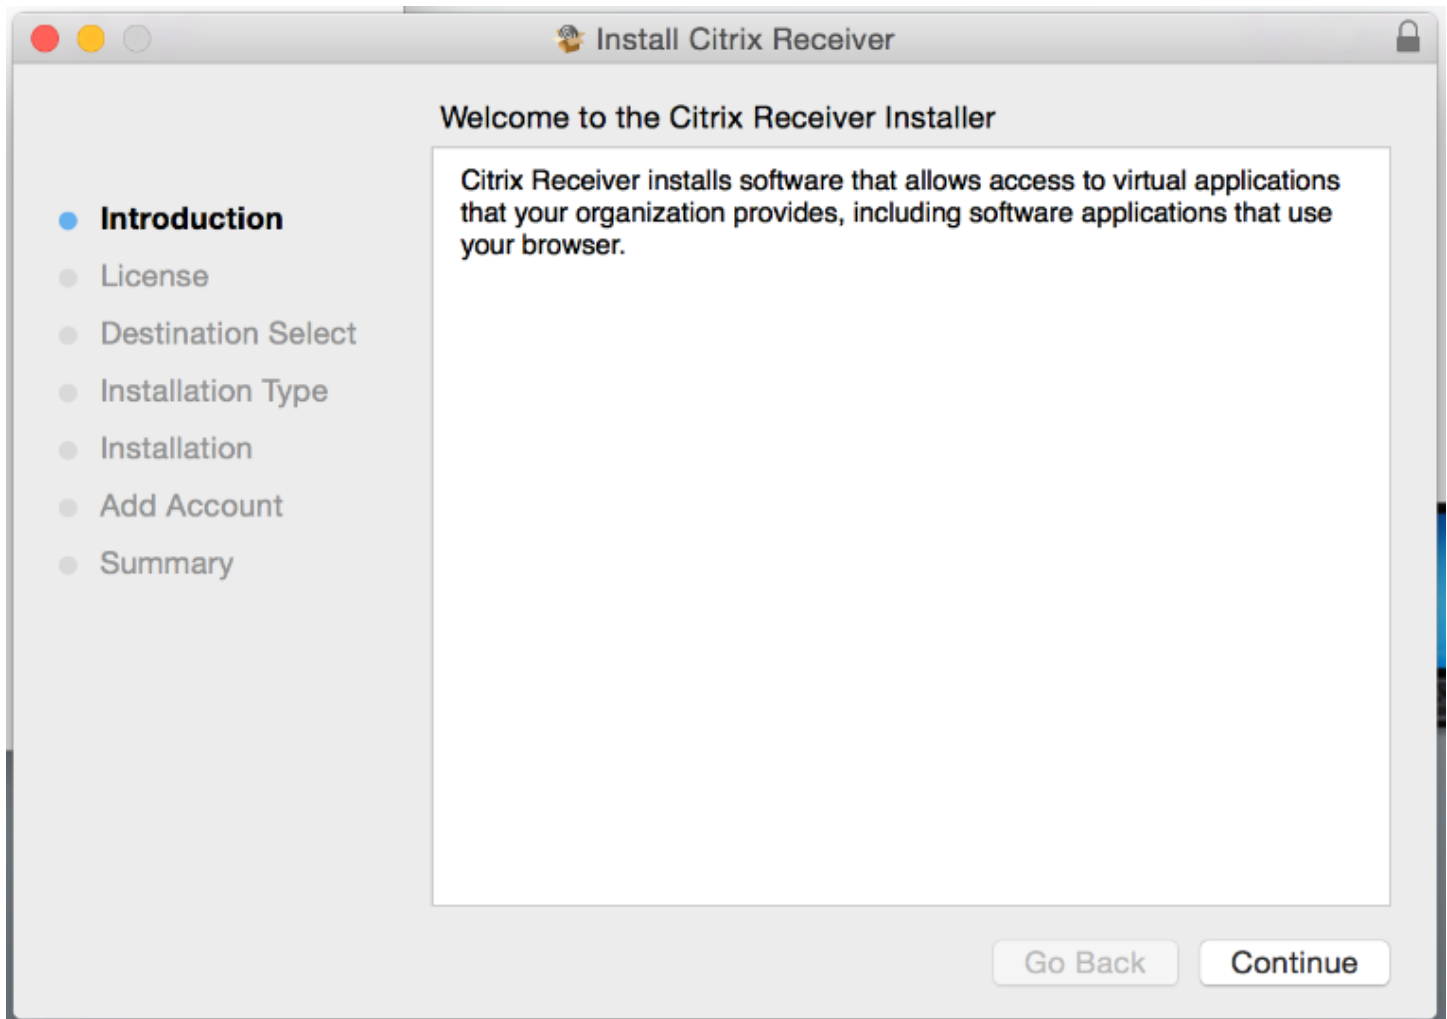 Install Citrix Receiver
Welcome to the Citrix Receiver Installer
Introduction
License
Destination Select
Installation Type
Installation
Add Account
Summary
Citrix Receiver installs software that allows access to virtual applications
that your organization provides, including software applications that use
your browser.
Go Back
Continue